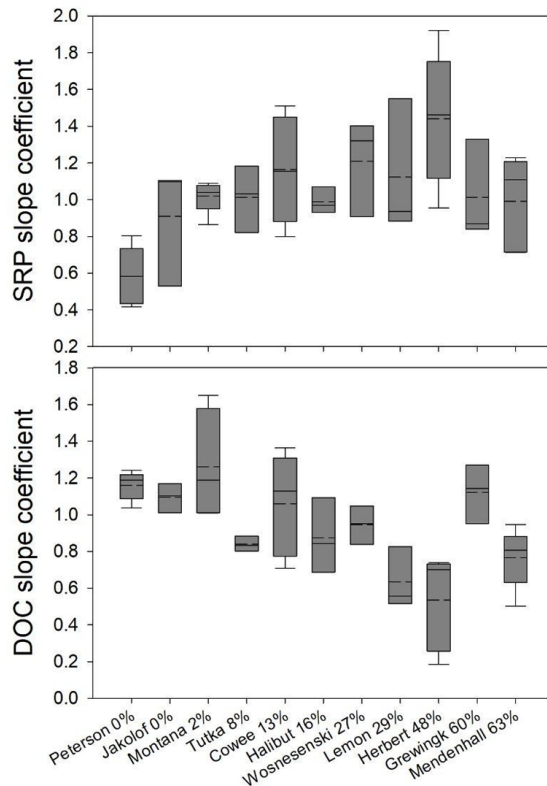 SRP slope coefficient
2.0
1.8
1.6
1.4
1.2
1.0
0.8
0.6
0.4
0.2
DOC slope coefficient
1.8
1.6
1.4
1.2
1.0
0.8
0.6
0.4
0.2
0.0
Peterson 0%
Jakolof 0%
Montana 2%
Tutka 8%
Cowee 13%
Halibut 16%
Wosnesenski 27%
Lemon 29%
Herbert 48%
Grewingk 60%
Mendenhall 63%